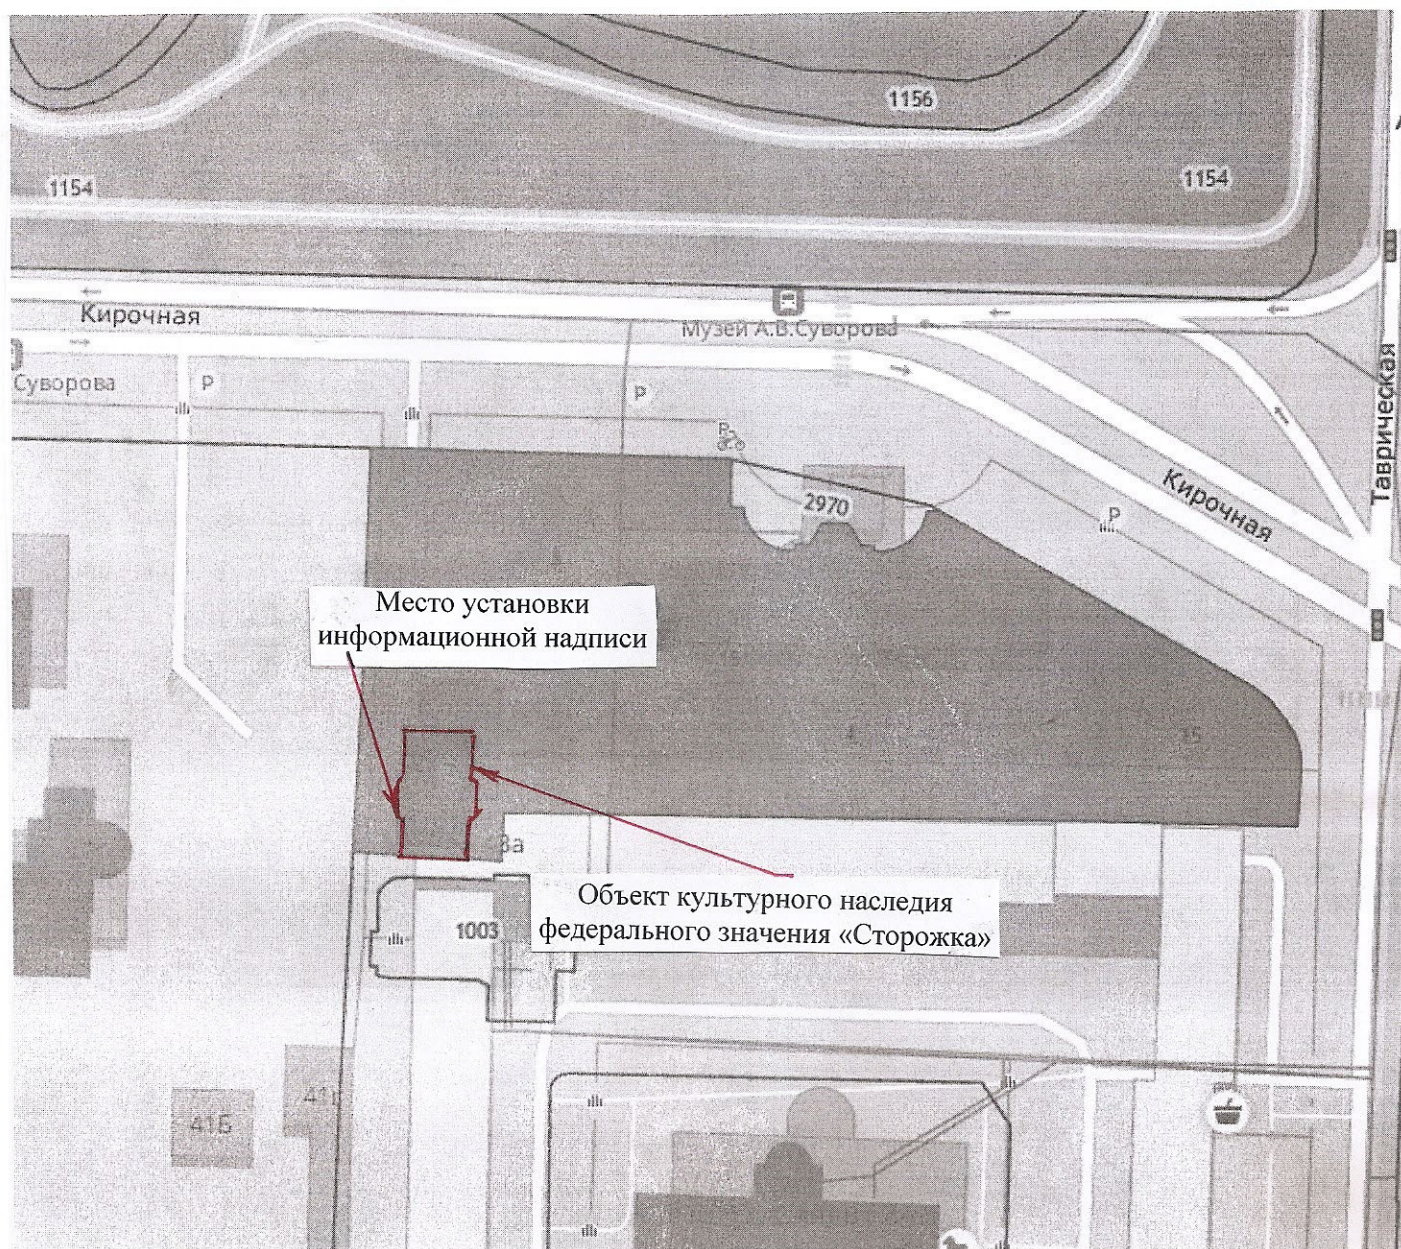 1156
1154
1154
Кирочная
Музей А.В.Суворова
Суворова
P
P
P
Таврическая
Кирочная
P
2970
Место установки
информационной надписи
15
3а
Объект культурного наследия
федерального значения «Сторожка»
1003
41Б